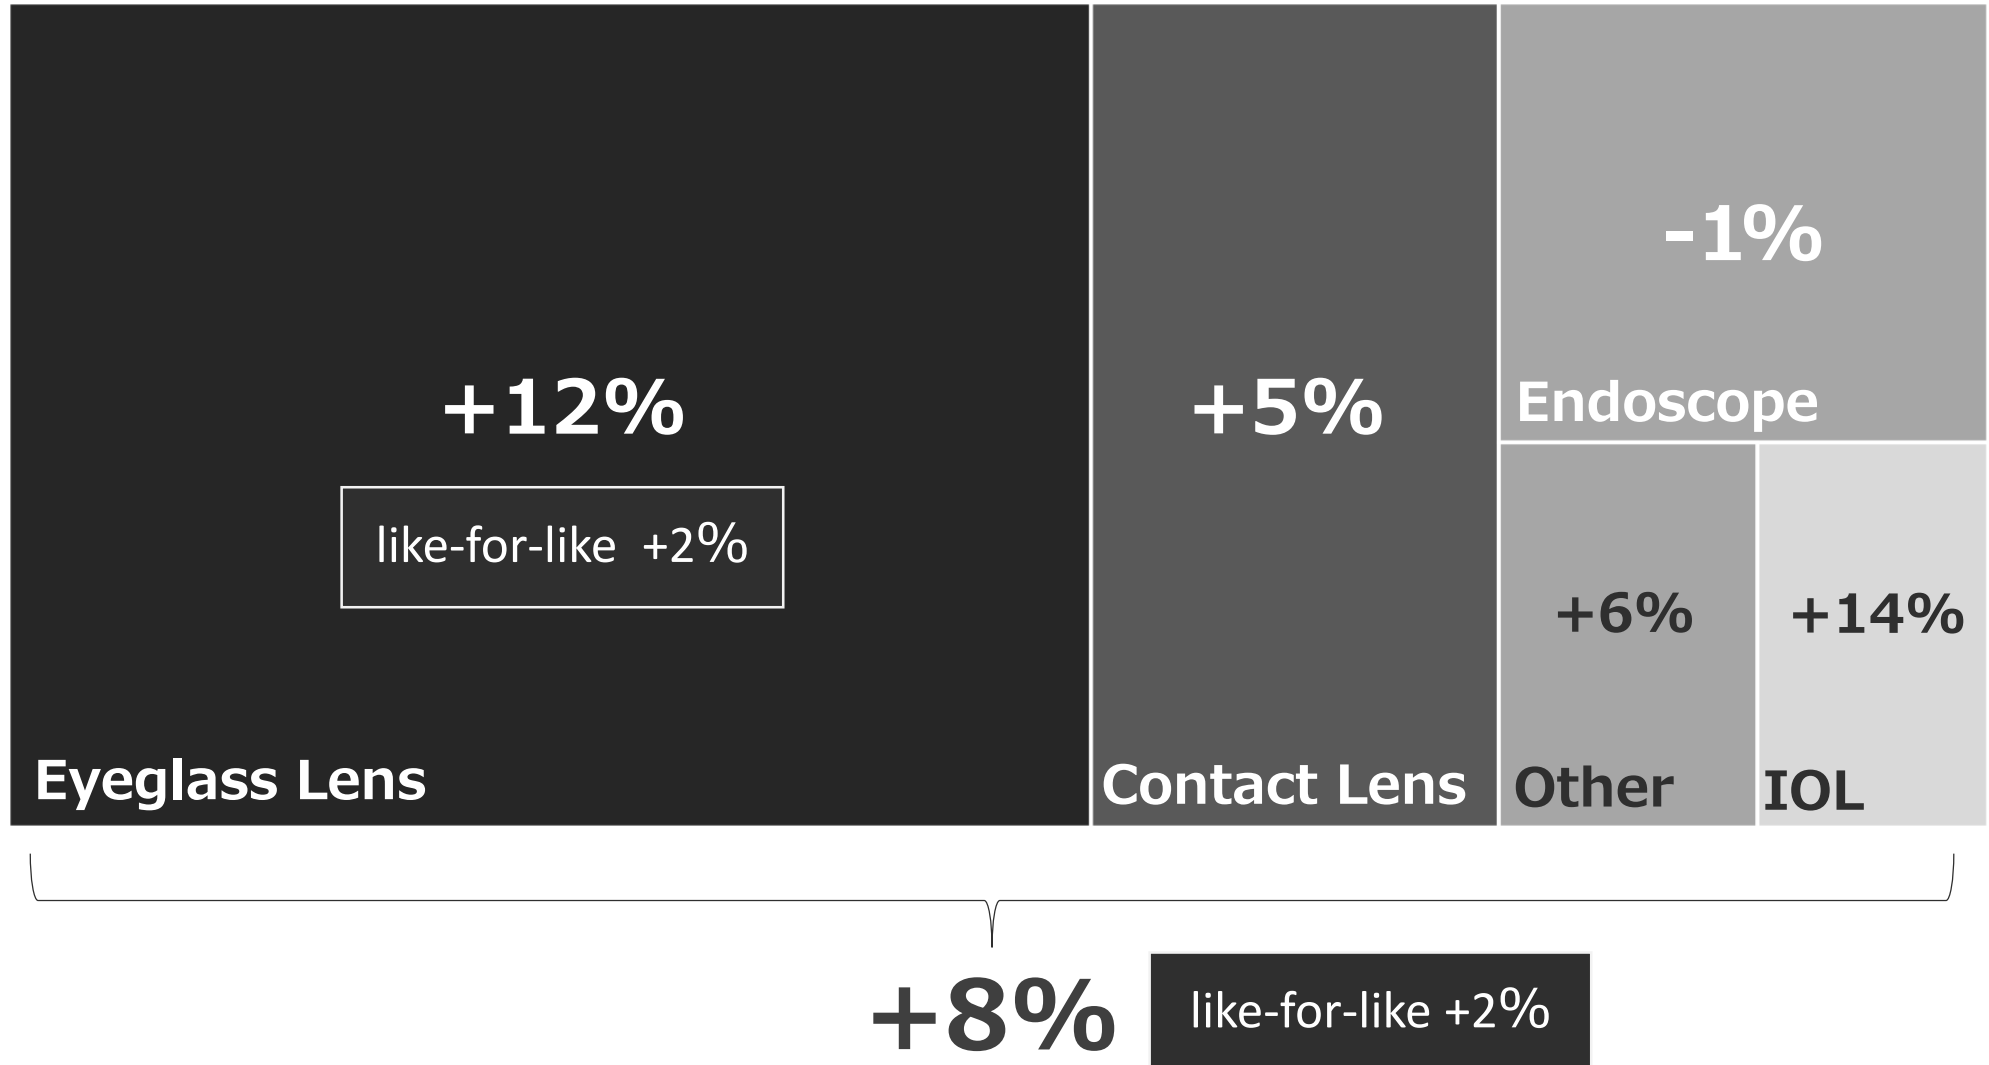 +12%
like-for-like +2%
Eyeglass Lens
+5%
Contact Lens
-1%
Endoscope
+6%
Other
+14%
IOL
+8%
like-for-like +2%